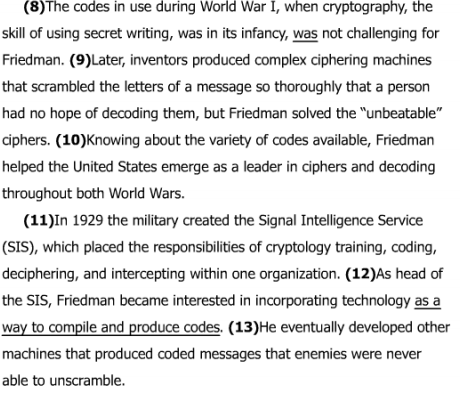 (8)The codes in use during World War I, when cryptography, the
skill of using secret writing, was in its infancy, was not challenging for
Friedman. (9)Later, inventors produced complex ciphering machines
that scrambled the letters of a message so thoroughly that a person
had no hope of decoding them, but Friedman solved the “unbeatable”
ciphers. (10)Knowing about the variety of codes available, Friedman
helped the United States emerge as a leader in ciphers and decoding
throughout both World Wars.
(11)In 1929 the military created the Signal Intelligence Service
(SIS), which placed the responsibilities of cryptology training, coding,
deciphering, and intercepting within one organization. (12)As head of
the SIS, Friedman became interested in incorporating technology as a
way to compile and produce codes. (13)He eventually developed other
machines that produced coded messages that enemies were never
able to unscramble.